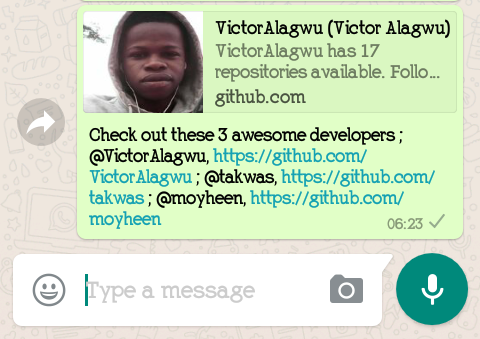 VictorAlagwu (Victor Alagwu)
VictorAlagwu has 17
repositories available. Follo...
github.com
Check out these 3 awesome developers ;
@VictorAlagwu, https://github.com/
VictorAlagwu ; @takwas, https://github.com/
takwas ; @moyheen, https://github.com/
moyheen
06:23
Type a message